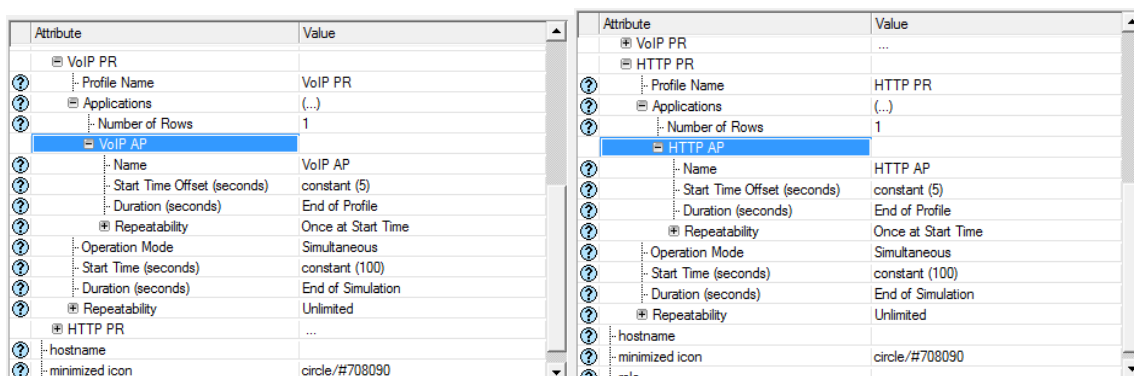 Attribute Value
VoIP PR
Profile Name VoIP PR
Applications (...)
Number of Rows 1
VoIP AP
Name VoIP AP
Start Time Offset (seconds) constant (5)
Duration (seconds) End of Profile
Repeatability Once at Start Time
Operation Mode Simultaneous
Start Time (seconds) constant (100)
Duration (seconds) End of Simulation
Repeatability Unlimited
HTTP PR ...
hostname
minimized icon circle/#708090
Attribute Value
VoIP PR ...
HTTP PR
Profile Name HTTP PR
Applications (...)
Number of Rows 1
HTTP AP
Name HTTP AP
Start Time Offset (seconds) constant (5)
Duration (seconds) End of Profile
Repeatability Once at Start Time
Operation Mode Simultaneous
Start Time (seconds) constant (100)
Duration (seconds) End of Simulation
Repeatability Unlimited
hostname
minimized icon circle/#708090